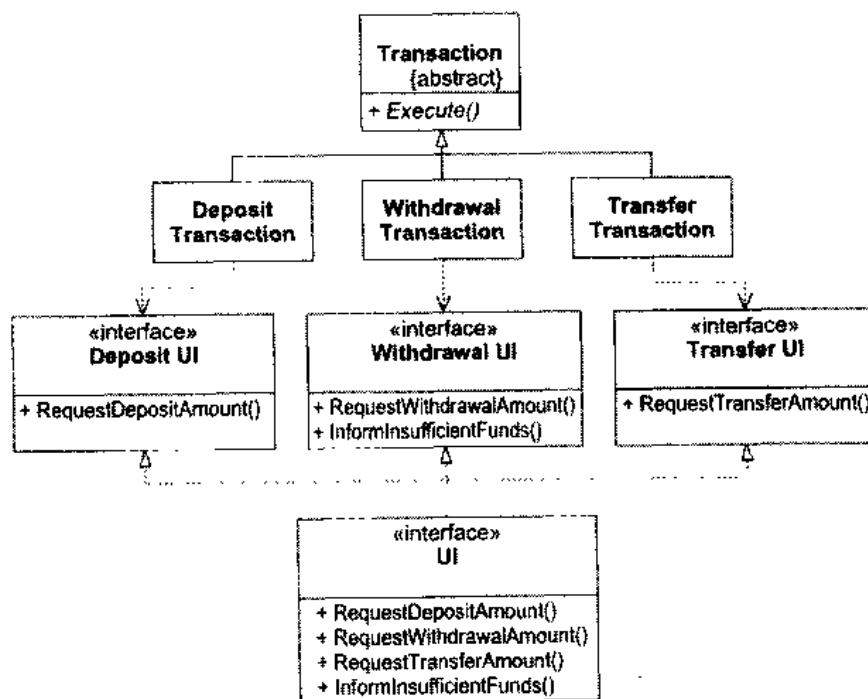 Transaction
{abstract}
+ Execute()
Deposit
Transaction
Withdrawal
Transaction
Transfer
Transaction
«interface»
Deposit UI
+ RequestDepositAmount()
«interface»
Withdrawal UI
+ RequestWithdrawalAmount()
+ InformInsufficientFunds()
«interface»
Transfer UI
+ RequestTransferAmount()
«interface»
UI
+ RequestDepositAmount()
+ RequestWithdrawalAmount()
+ RequestTransferAmount()
+ InformInsufficientFunds()